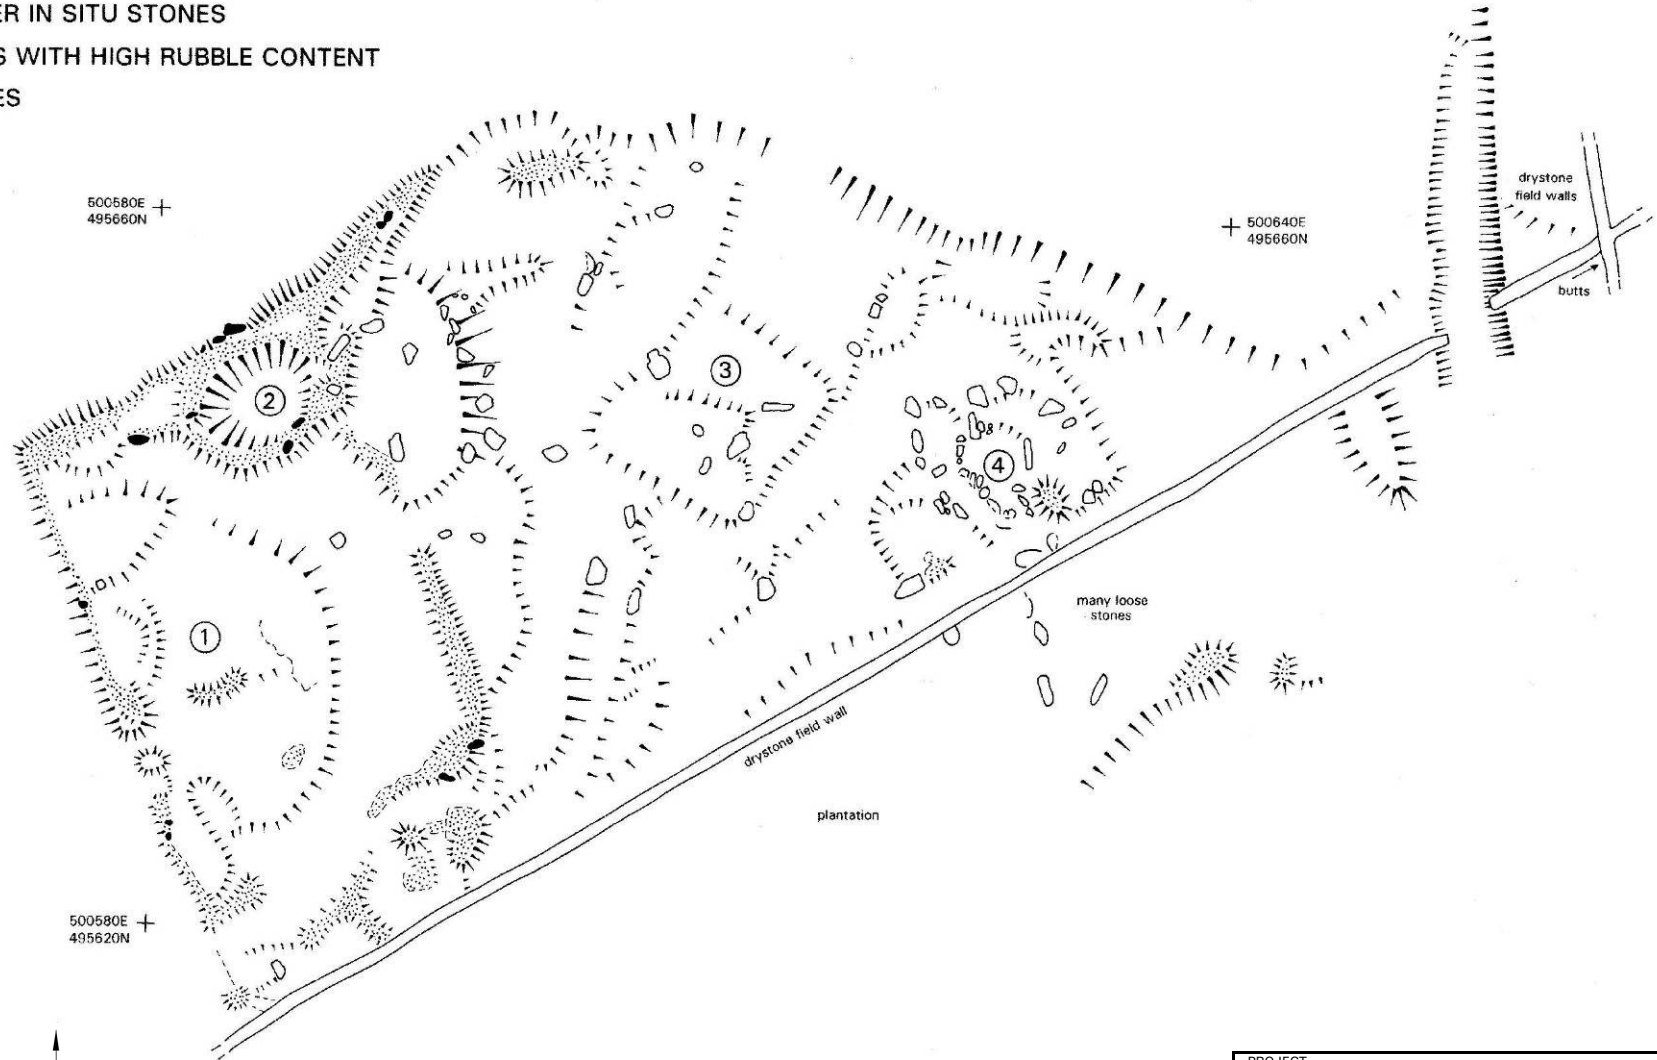 ER IN SITU STONES
S WITH HIGH RUBBLE CONTENT
ES
500580E
495660N
500640E
495660N
drystone
field walls
butts
3
2
4
1
many loose
stones
drystone field wall
plantation
500580E
495620N
PROJECT